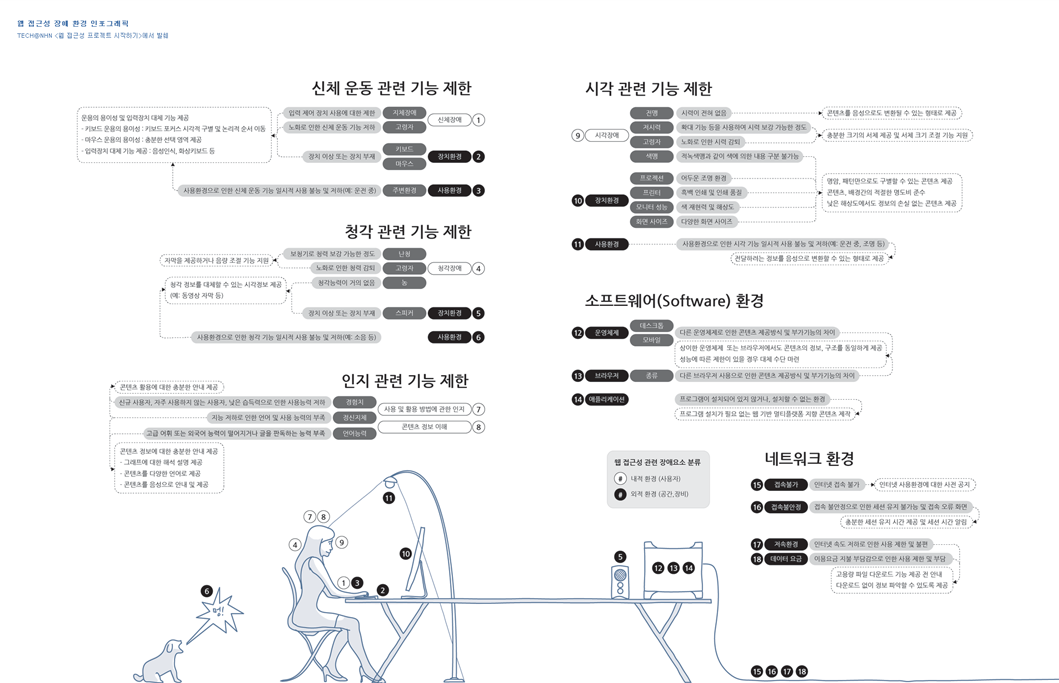 웹 접근성 장애 환경 인포그래픽
TECH@NHN <웹 접근성 프로젝트 시작하기>에서 발췌
신체 운동 관련 기능 제한
운용의 용이성 및 입력장치 대체 기능 제공
- 키보드 운용의 용이성 : 키보드 포커스 시각적 구별 및 논리적 순서 이동
- 마우스 운용의 용이성 : 충분한 선택 영역 제공
- 입력장치 대체 기능 제공 : 음성인식, 화상키보드 등
입력 제어 장치 사용에 대한 제한 지체장애
노화로 인한 신체 운동 기능 저하 고령자
신체장애 1
장치 이상 또는 장치 부재 키보드
마우스
장치환경 2
사용환경으로 인한 신체 운동 기능 일시적 사용 불능 및 저하(예: 운전 중) 주변환경 사용환경 3
청각 관련 기능 제한
자막을 제공하거나 음량 조절 기능 지원
보청기로 청력 보강 가능한 정도 난청
노화로 인한 청력 감퇴 고령자 청각장애 4
청각 정보를 대체할 수 있는 시각정보 제공
(예: 동영상 자막 등)
청각능력이 거의 없음 농
장치 이상 또는 장치 부재 스피커 장치환경 5
사용환경으로 인한 청각 기능 일시적 사용 불능 및 저하(예: 소음 등) 사용환경 6
인지 관련 기능 제한
콘텐츠 활용에 대한 충분한 안내 제공
신규 사용자, 자주 사용하지 않는 사용자, 낮은 습득력으로 인한 사용능력 저하 경험치
사용 및 활용 방법에 관한 인지 7
지능 저하로 인한 언어 및 사용 능력의 부족 정신지체
콘텐츠 정보 이해 8
고급 어휘 또는 외국어 능력이 떨어지거나 글을 판독하는 능력 부족 언어능력
콘텐츠 정보에 대한 충분한 안내 제공
- 그래프에 대한 해석 설명 제공
- 콘텐츠를 다양한 언어로 제공
- 콘텐츠를 음성으로 안내 및 제공
시각 관련 기능 제한
전맹 시력이 전혀 없음 콘텐츠를 음성으로도 변환될 수 있는 형태로 제공
9 시각장애
저시력 확대 기능 등을 사용하여 시력 보강 가능한 정도 충분한 크기의 서체 제공 및 서체 크기 조절 기능 지원
고령자 노화로 인한 시력 감퇴
색맹 적녹색맹과 같이 색에 의한 내용 구분 불가능
10 장치환경
프로젝션 어두운 조명 환경
프린터 흑백 인쇄 및 인쇄 품질
모니터 성능 색 재현력 및 해상도
화면 사이즈 다양한 화면 사이즈
명암, 패턴만으로도 구별할 수 있는 콘텐츠 제공
콘텐츠, 배경간의 적절한 명도비 준수
낮은 해상도에서도 정보의 손실 없는 콘텐츠 제공
11 사용환경 사용환경으로 인한 시각 기능 일시적 사용 불능 및 저하(예: 운전 중, 조명 등)
전달하려는 정보를 음성으로 변환할 수 있는 형태로 제공
소프트웨어(Software) 환경
12 운영체제 데스크톱
모바일
다른 운영체제로 인한 콘텐츠 제공방식 및 부가기능의 차이
상이한 운영체제 또는 브라우저에서도 콘텐츠의 정보, 구조를 동일하게 제공
성능에 따른 제한이 있을 경우 대체 수단 마련
13 브라우저 종류 다른 브라우저 사용으로 인한 콘텐츠 제공방식 및 부가기능의 차이
14 애플리케이션 프로그램이 설치되어 있지 않거나, 설치할 수 없는 환경
프로그램 설치가 필요 없는 웹 기반 멀티플랫폼 지향 콘텐츠 제작
웹 접근성 관련 장애요소 분류
# 내적 환경 (사용자)
# 외적 환경 (공간,장비)
네트워크 환경
15 접속불가 인터넷 접속 불가 인터넷 사용환경에 대한 사전 공지
16 접속불안정 접속 불안정으로 인한 세션 유지 불가능 및 접속 오류 화면
충분한 세션 유지 시간 제공 및 세션 시간 알림
17 저속환경 인터넷 속도 저하로 인한 사용 제한 및 불편
18 데이터 요금 이용요금 지불 부담감으로 인한 사용 제한 및 부담
고용량 파일 다운로드 기능 제공 전 안내
다운로드 없이 정보 파악할 수 있도록 제공
11
7 8
4 9
10
1 3
2
5
12 13 14
6
멍!
15 16 17 18